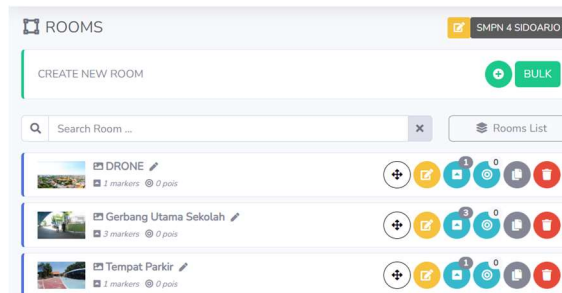 ROOMS
SMPN 4 SIDOARJO
CREATE NEW ROOM
BULK
Search Room ...
Rooms List
DRONE
1 markers 0 pois
1 0
Gerbang Utama Sekolah
3 markers 0 pois
3 0
Tempat Parkir
1 markers 0 pois
1 0